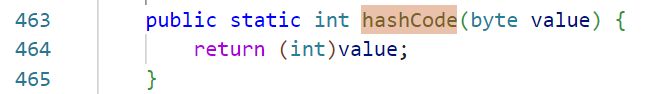 463 public static int hashCode(byte value) {
464 return (int)value;
465 }